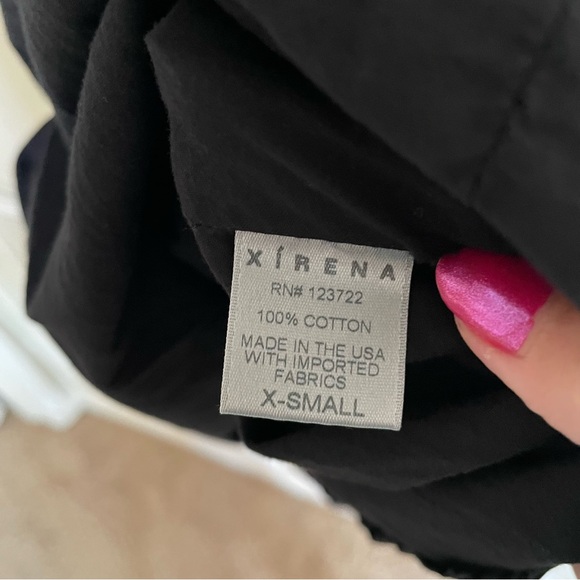 XÍRENA
RN# 123722
100% COTTON
MADE IN THE USA
WITH IMPORTED
FABRICS
X-SMALL